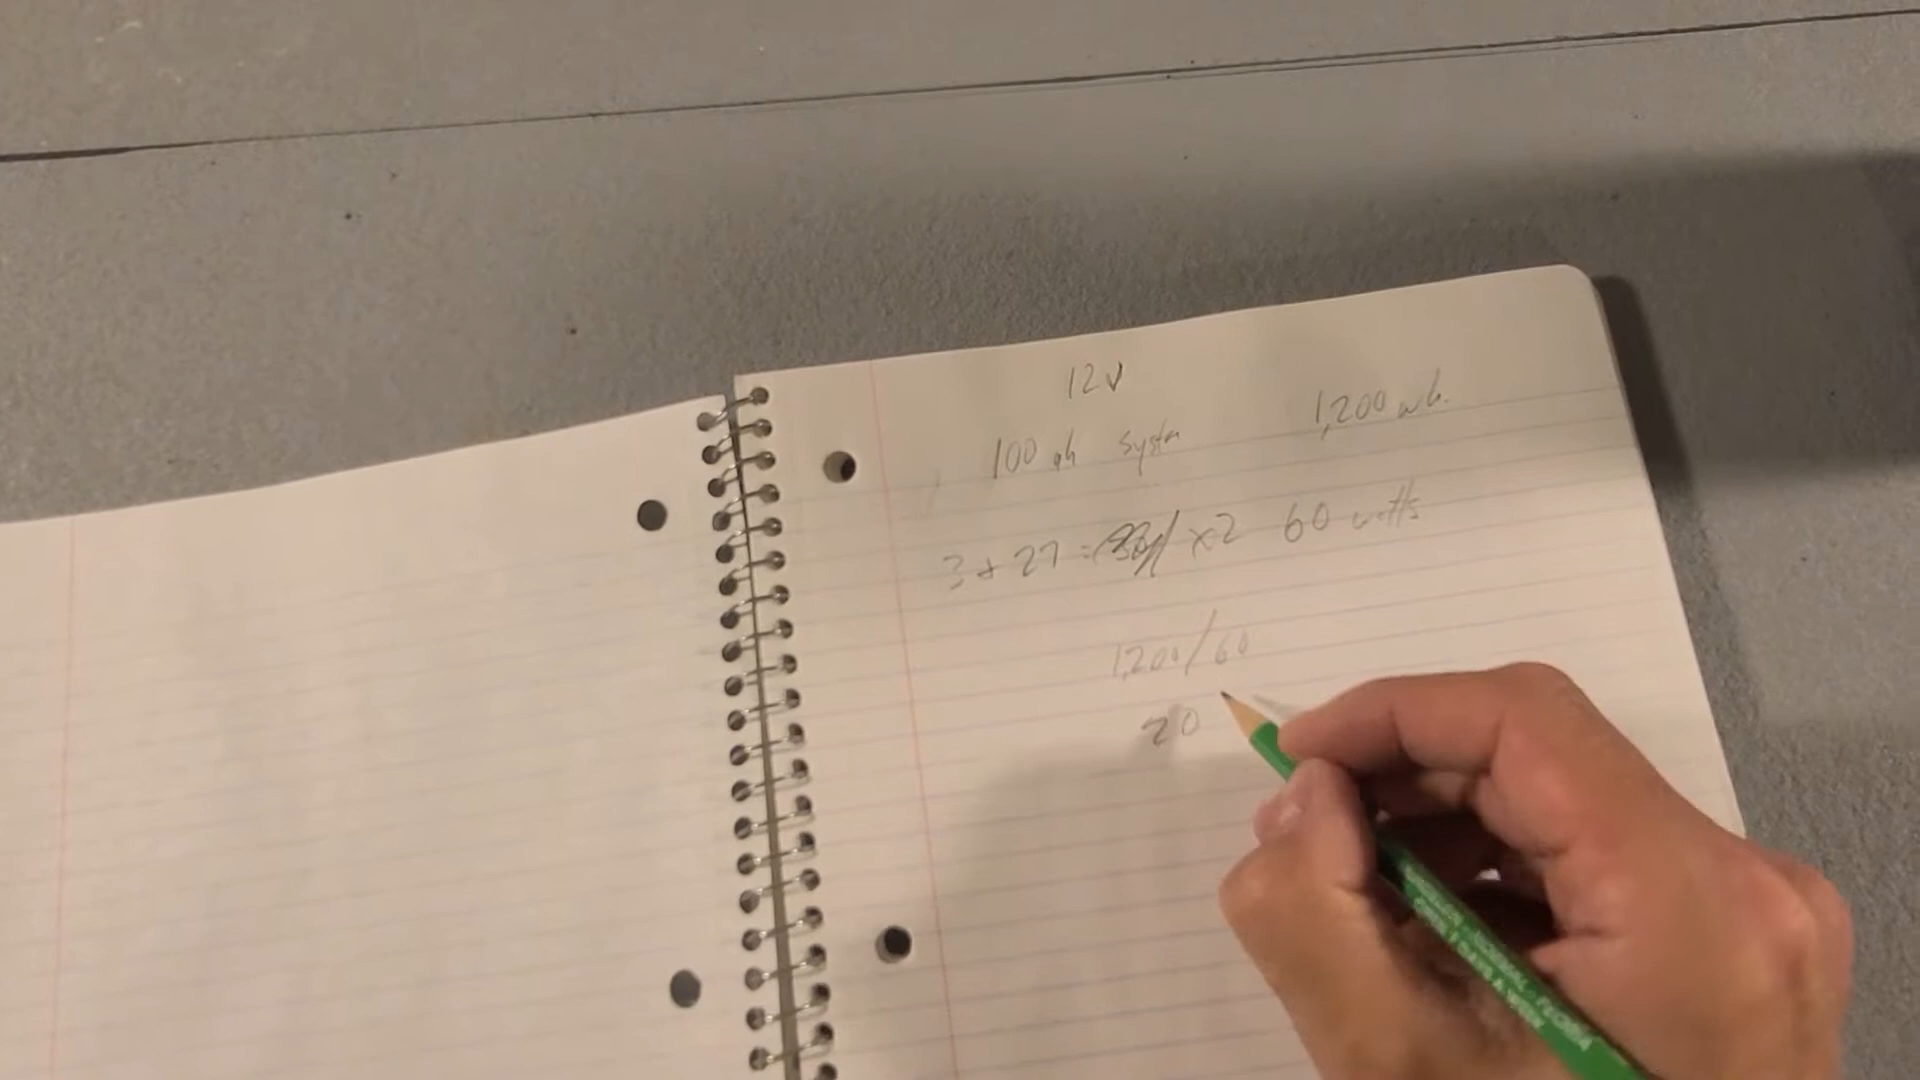 12v
100 ah system 1,200 wh.
3 + 27 = 30 x2 60 watts
1,200/60
20